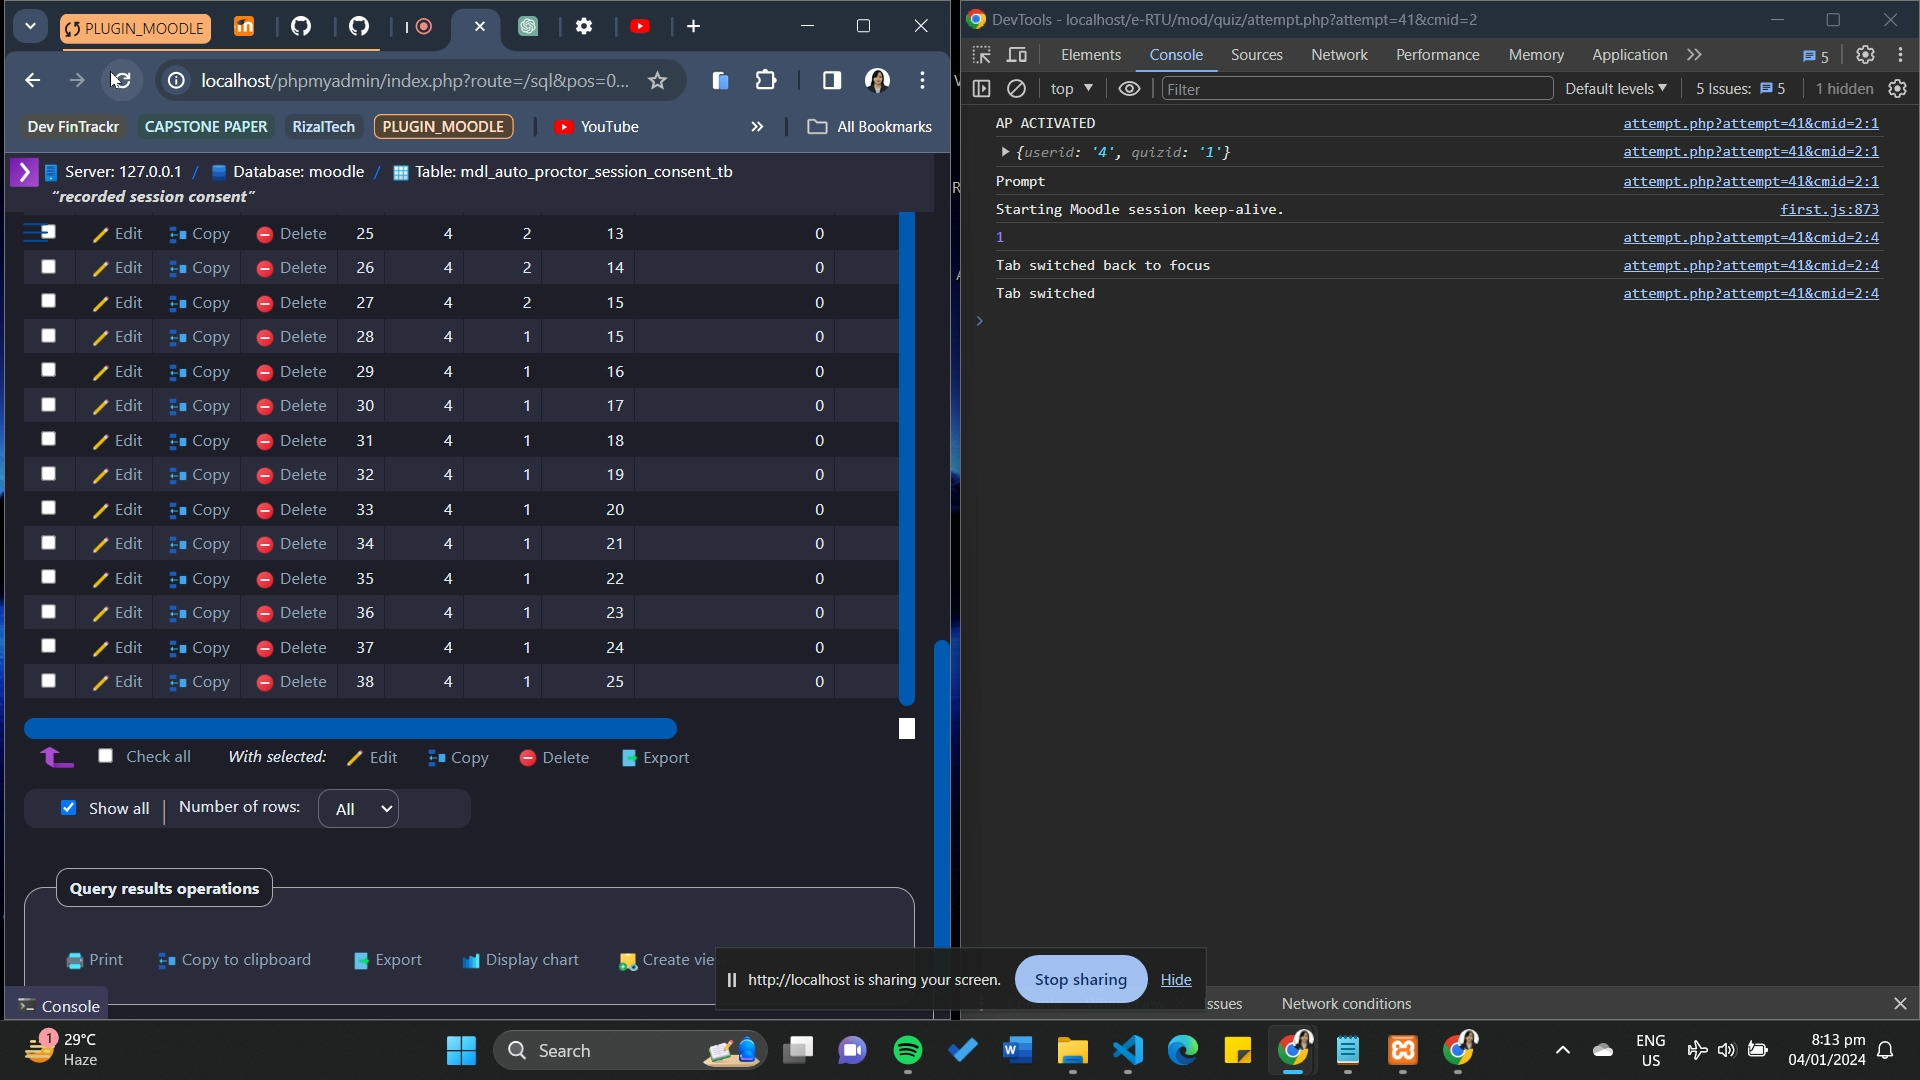 PLUGIN_MOODLE
localhost/phpmyadmin/index.php?route=/sql&pos=0...
Dev FinTrackr CAPSTONE PAPER RizalTech PLUGIN_MOODLE YouTube » All Bookmarks
Server: 127.0.0.1 / Database: moodle / Table: mdl_auto_proctor_session_consent_tb
"recorded session consent"
Edit Copy Delete 25 4 2 13 0
Edit Copy Delete 26 4 2 14 0
Edit Copy Delete 27 4 2 15 0
Edit Copy Delete 28 4 1 15 0
Edit Copy Delete 29 4 1 16 0
Edit Copy Delete 30 4 1 17 0
Edit Copy Delete 31 4 1 18 0
Edit Copy Delete 32 4 1 19 0
Edit Copy Delete 33 4 1 20 0
Edit Copy Delete 34 4 1 21 0
Edit Copy Delete 35 4 1 22 0
Edit Copy Delete 36 4 1 23 0
Edit Copy Delete 37 4 1 24 0
Edit Copy Delete 38 4 1 25 0
Check all With selected: Edit Copy Delete Export
Show all Number of rows: All
Query results operations
Print Copy to clipboard Export Display chart Create vie
Console
DevTools - localhost/e-RTU/mod/quiz/attempt.php?attempt=41&cmid=2
Elements Console Sources Network Performance Memory Application » 5
top Filter Default levels 5 Issues: 5 1 hidden
AP ACTIVATED attempt.php?attempt=41&cmid=2:1
{userid: '4', quizid: '1'} attempt.php?attempt=41&cmid=2:1
Prompt attempt.php?attempt=41&cmid=2:1
Starting Moodle session keep-alive. first.js:873
1 attempt.php?attempt=41&cmid=2:4
Tab switched back to focus attempt.php?attempt=41&cmid=2:4
Tab switched attempt.php?attempt=41&cmid=2:4
http://localhost is sharing your screen. Stop sharing Hide
ssues Network conditions
1 29°C
Haze
Search
ENG
US
8:13 pm
04/01/2024